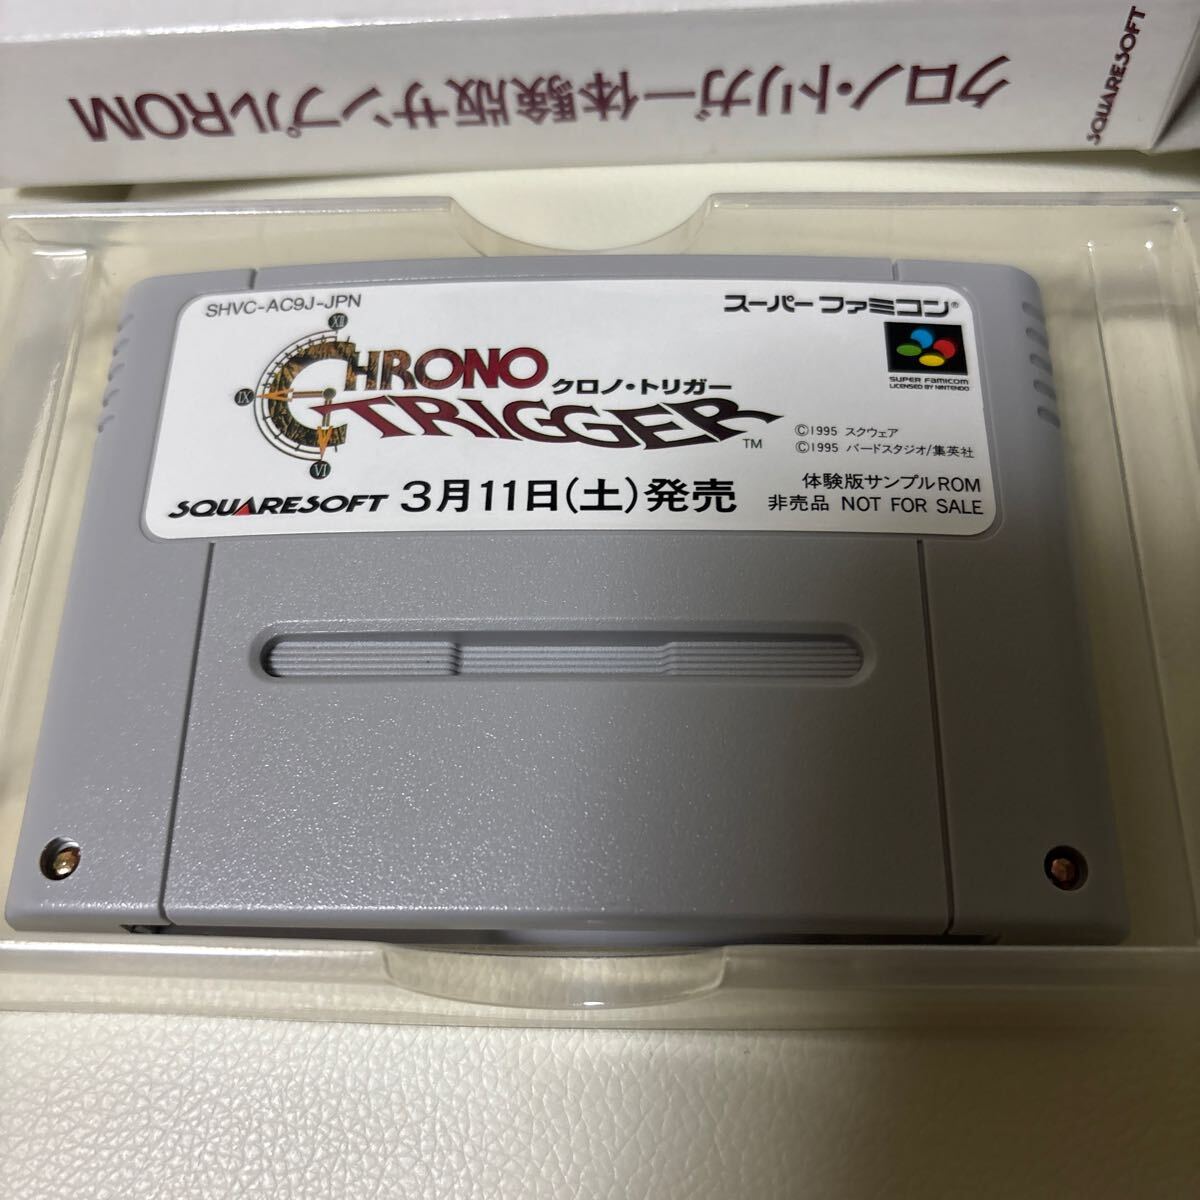 クロノ・トリガー体験版サンプルROM
SQUARESOFT
SHVC-AC9J-JPN
スーパーファミコン®
XII
IX
VI
CHRONO
TRIGGER™
クロノ・トリガー
SUPER FAMICOM
LICENSED BY NINTENDO
©1995 スクウェア
©1995 バードスタジオ/集英社
SQUARESOFT 3月11日(土)発売
体験版サンプルROM
非売品 NOT FOR SALE